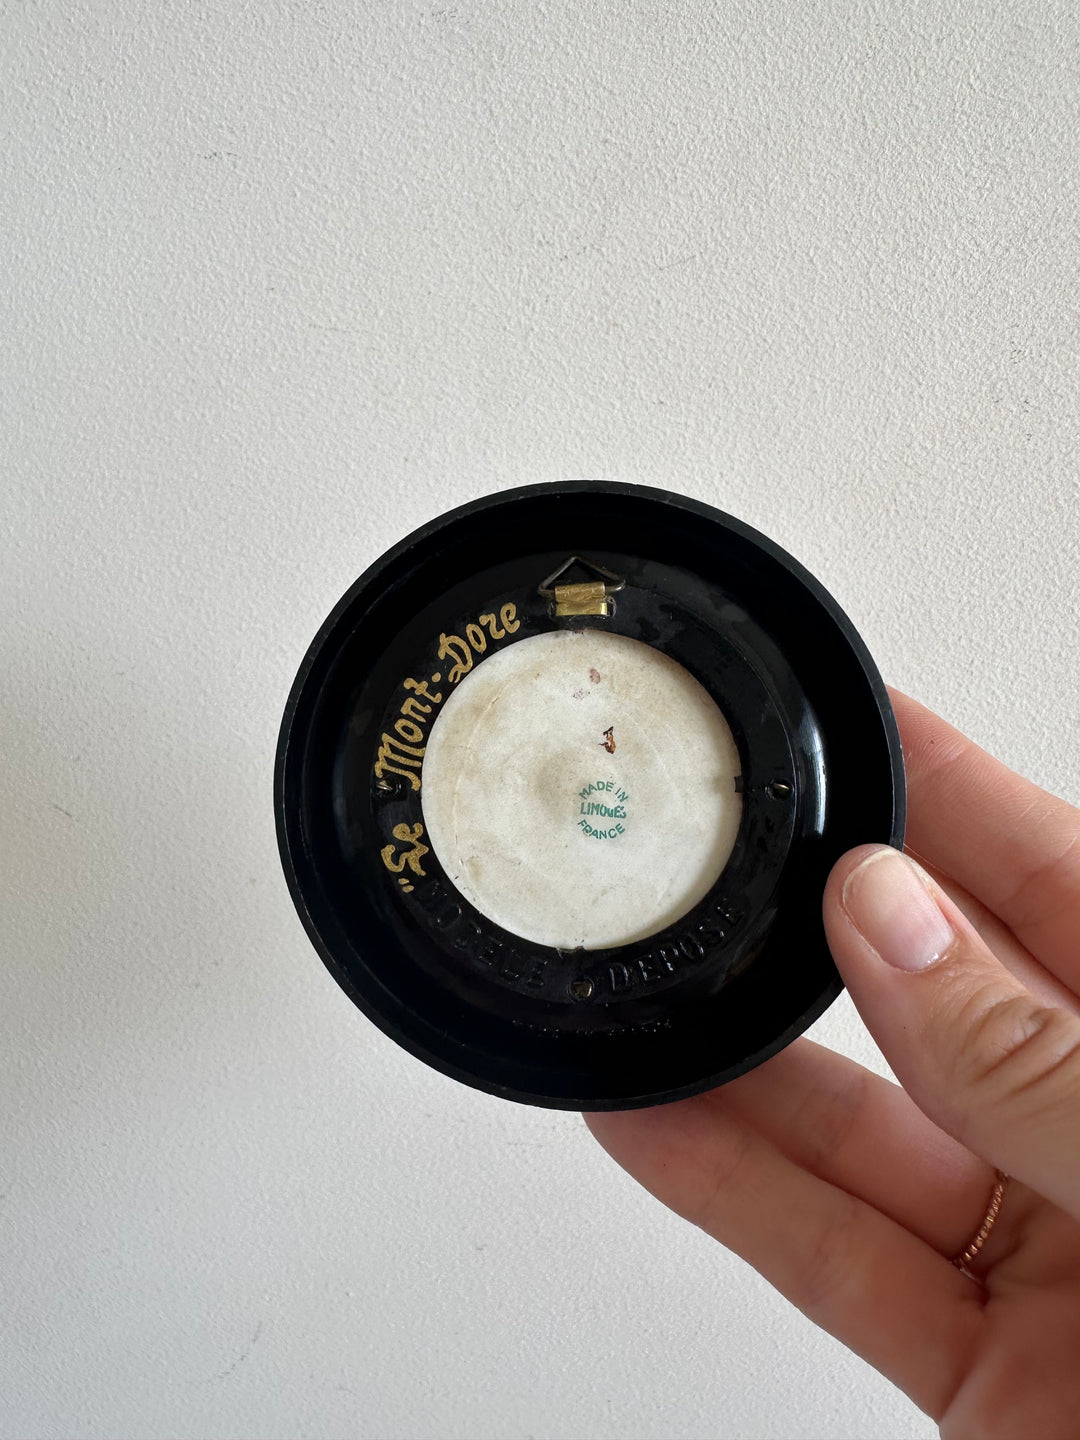 "Le Mont-Dore
MADE IN
LIMOGES
FRANCE
MODELE DEPOSE